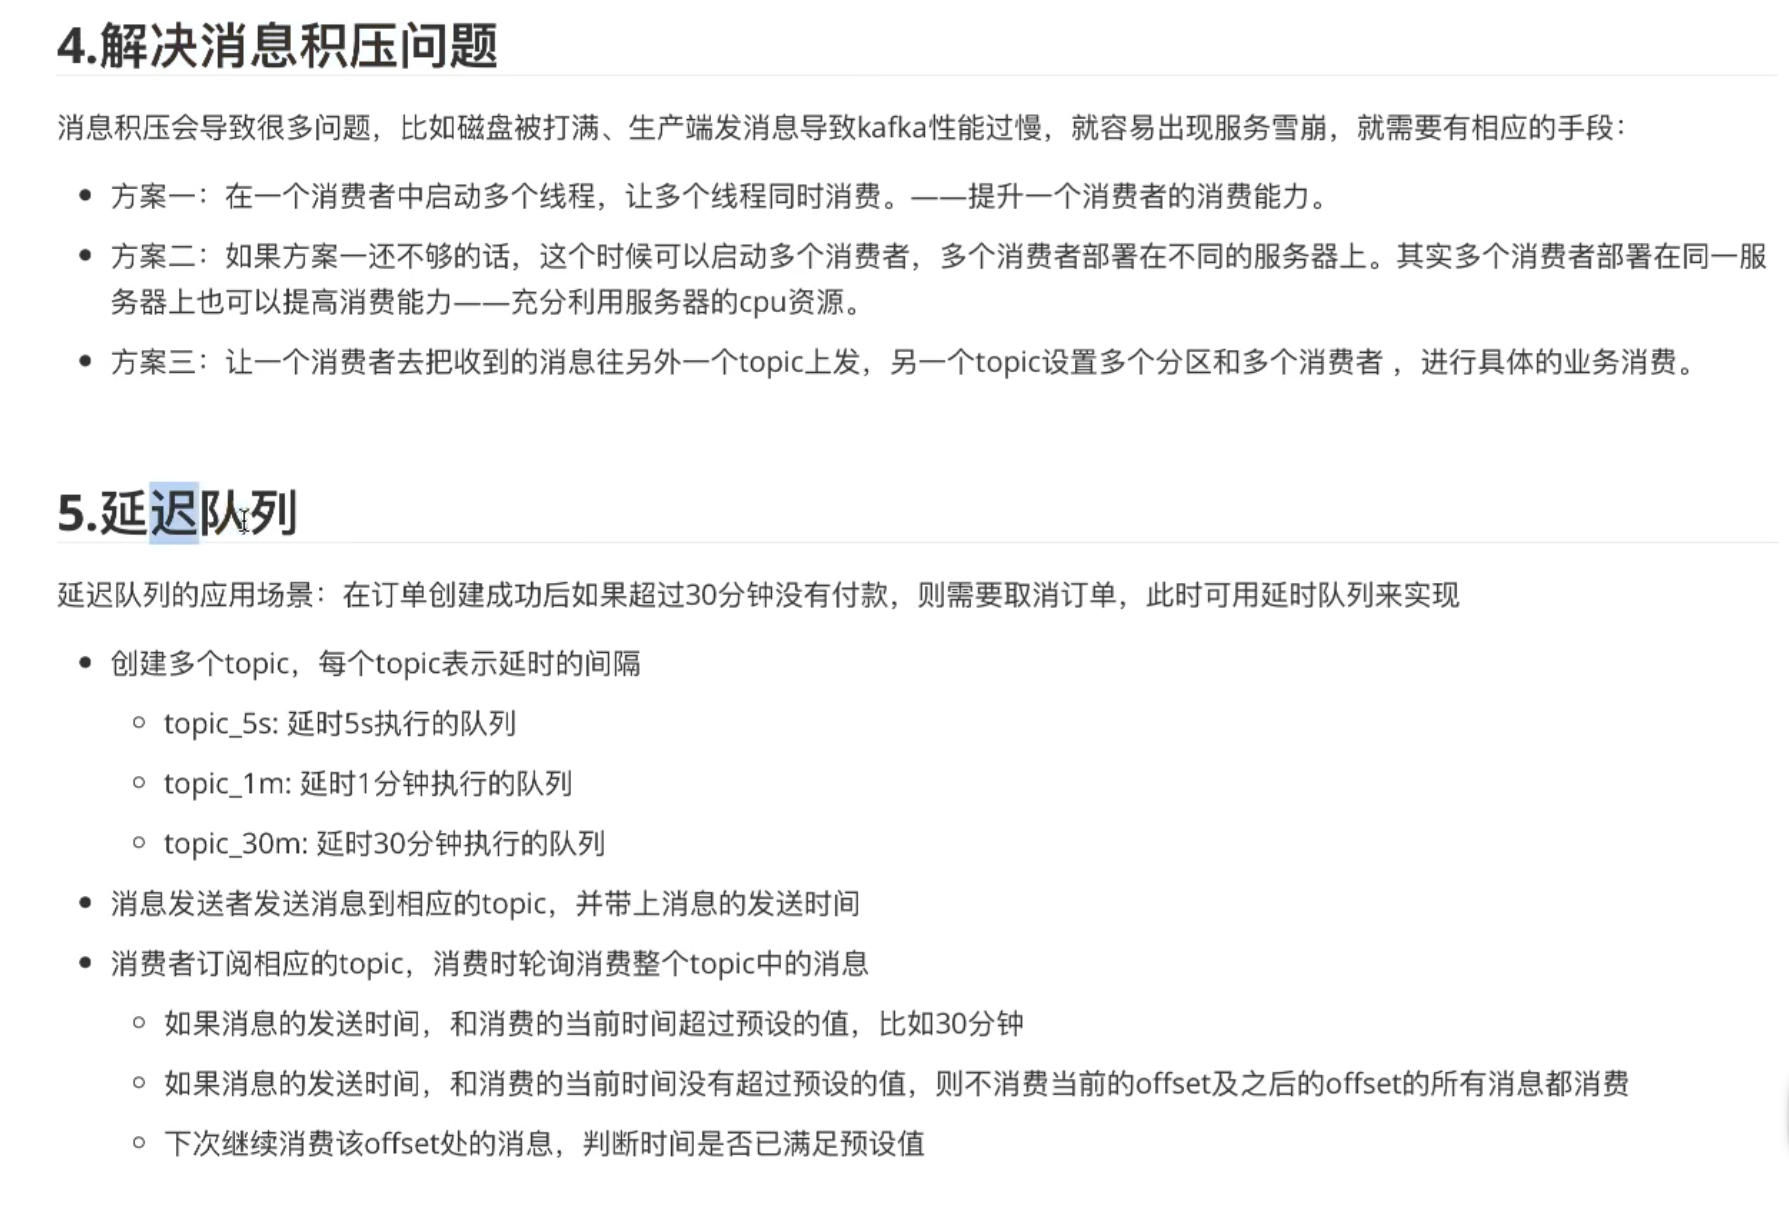 4.解决消息积压问题
消息积压会导致很多问题，比如磁盘被打满、生产端发消息导致kafka性能过慢，就容易出现服务雪崩，就需要有相应的手段：
方案一：在一个消费者中启动多个线程，让多个线程同时消费。——提升一个消费者的消费能力。
方案二：如果方案一还不够的话，这个时候可以启动多个消费者，多个消费者部署在不同的服务器上。其实多个消费者部署在同一服
务器上也可以提高消费能力——充分利用服务器的cpu资源。
方案三：让一个消费者去把收到的消息往另外一个topic上发，另一个topic设置多个分区和多个消费者 ，进行具体的业务消费。
5.延迟队列
延迟队列的应用场景：在订单创建成功后如果超过30分钟没有付款，则需要取消订单，此时可用延时队列来实现
创建多个topic，每个topic表示延时的间隔
topic_5s: 延时5s执行的队列
topic_1m: 延时1分钟执行的队列
topic_30m: 延时30分钟执行的队列
消息发送者发送消息到相应的topic，并带上消息的发送时间
消费者订阅相应的topic，消费时轮询消费整个topic中的消息
如果消息的发送时间，和消费的当前时间超过预设的值，比如30分钟
如果消息的发送时间，和消费的当前时间没有超过预设的值，则不消费当前的offset及之后的offset的所有消息都消费
下次继续消费该offset处的消息，判断时间是否已满足预设值